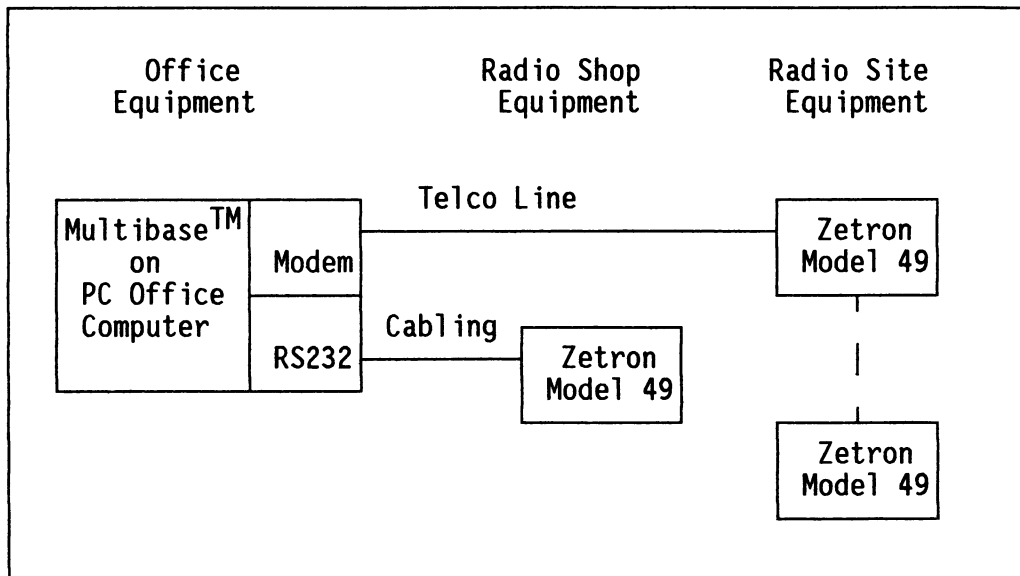 Office
Equipment
Radio Shop
Equipment
Radio Site
Equipment
Telco Line
Multibase™
on
PC Office
Computer
Modem
RS232
Cabling
Zetron
Model 49
Zetron
Model 49
Zetron
Model 49